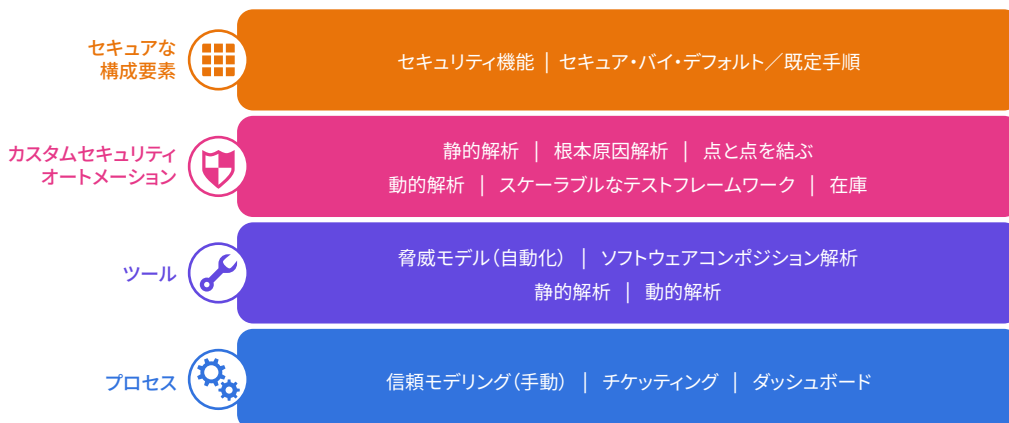 セキュアな
構成要素
セキュリティ機能 | セキュア・バイ・デフォルト／既定手順
カスタムセキュリティ
オートメーション
静的解析 | 根本原因解析 | 点と点を結ぶ
動的解析 | スケーラブルなテストフレームワーク | 在庫
ツール
脅威モデル（自動化） | ソフトウェアコンポジション解析
静的解析 | 動的解析
プロセス
信頼モデリング（手動） | チケッティング | ダッシュボード